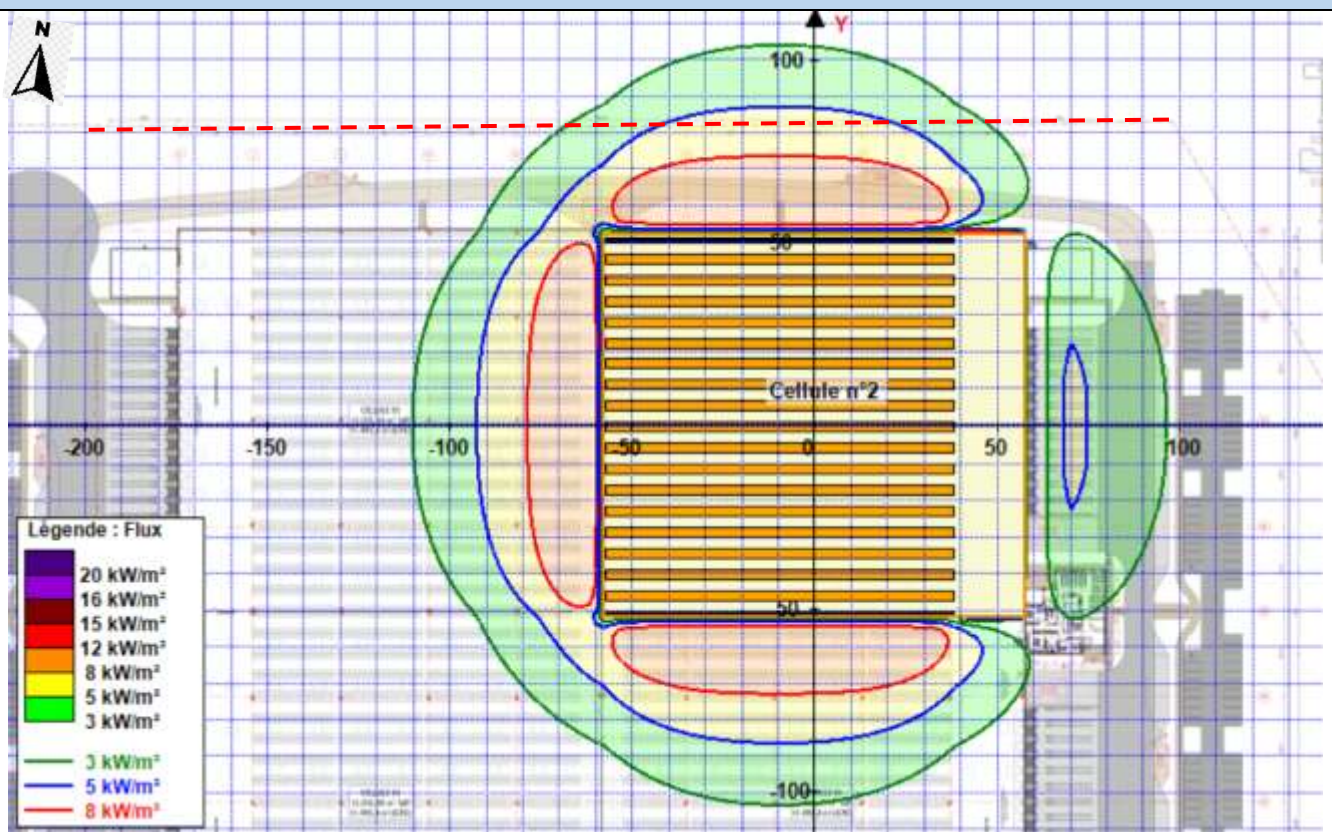 N
Y
100
50
Cellule n°2
-200
-150
-100
-50
0
50
100
50
-100
Légende : Flux
20 kW/m²
16 kW/m²
15 kW/m²
12 kW/m²
8 kW/m²
5 kW/m²
3 kW/m²
3 kW/m²
5 kW/m²
8 kW/m²